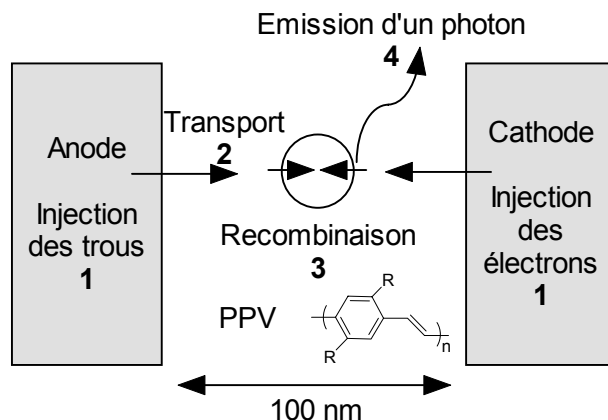 Emission d'un photon
4
Anode
Injection
des trous
1
Transport
2
Recombinaison
3
Cathode
Injection
des
électrons
1
PPV
R
R
n
100 nm